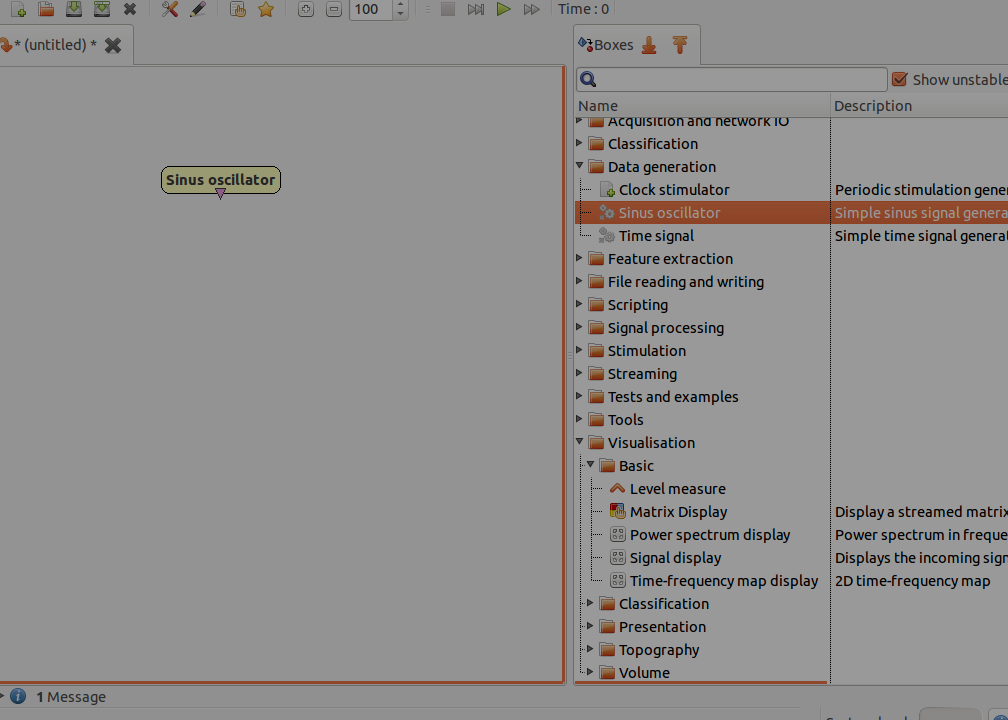 100 Time : 0
* (untitled) *
Boxes
Show unstable
Name Description
Acquisition and network IO
Classification
Data generation
Sinus oscillator
Clock stimulator Periodic stimulation gene
Sinus oscillator Simple sinus signal genera
Time signal Simple time signal generat
Feature extraction
File reading and writing
Scripting
Signal processing
Stimulation
Streaming
Tests and examples
Tools
Visualisation
Basic
Level measure
Matrix Display Display a streamed matrix
Power spectrum display Power spectrum in freque
Signal display Displays the incoming sign
Time-frequency map display 2D time-frequency map
Classification
Presentation
Topography
Volume
1 Message